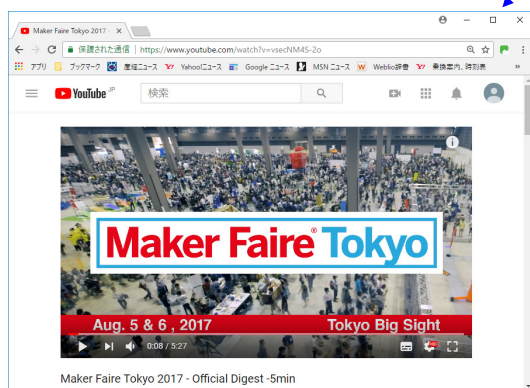 Maker Faire Tokyo 2017 -
保護された通信 | https://www.youtube.com/watch?v=vsecNM4S-2o
アプリ ブックマーク 産経ニュース Yahoo!ニュース Google ニュース MSN ニュース Weblio辞書 乗換案内、時刻表 »
YouTube JP
検索
Maker Faire® Tokyo
Aug. 5 & 6 , 2017 Tokyo Big Sight
0:08 / 5:27
Maker Faire Tokyo 2017 - Official Digest -5min